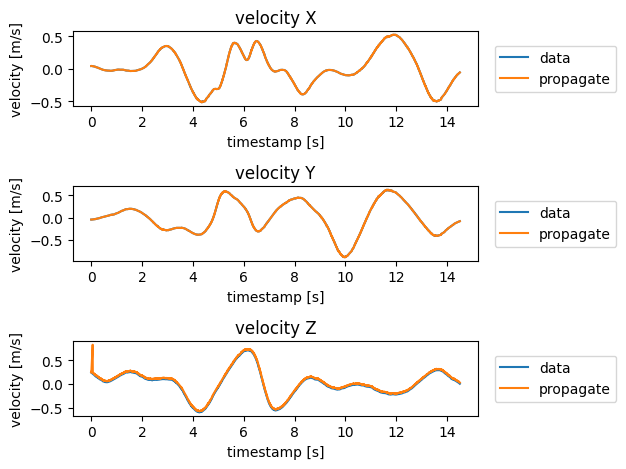 velocity X
velocity [m/s]
0.5
0.0
−0.5
0
2
4
6
8
10
12
14
timestamp [s]
data
propagate
velocity Y
velocity [m/s]
0.5
0.0
−0.5
0
2
4
6
8
10
12
14
timestamp [s]
data
propagate
velocity Z
velocity [m/s]
0.5
0.0
−0.5
0
2
4
6
8
10
12
14
timestamp [s]
data
propagate